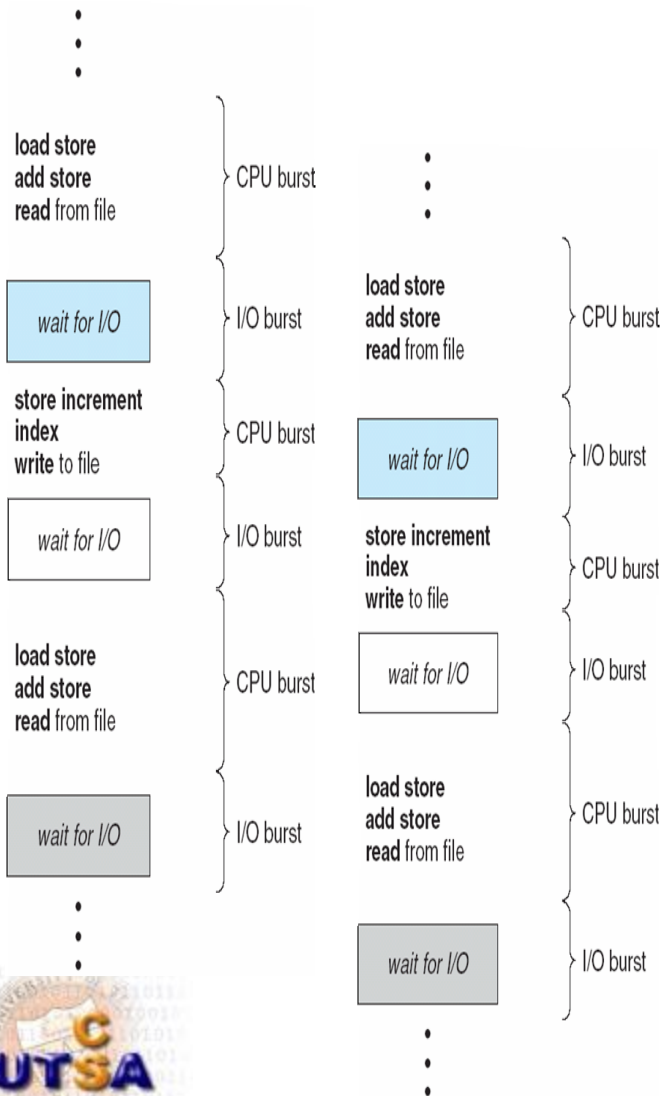 load store
add store
read from file
CPU burst
wait for I/O
I/O burst
store increment
index
write to file
CPU burst
wait for I/O
I/O burst
load store
add store
read from file
CPU burst
wait for I/O
I/O burst
load store
add store
read from file
CPU burst
wait for I/O
I/O burst
store increment
index
write to file
CPU burst
wait for I/O
I/O burst
load store
add store
read from file
CPU burst
wait for I/O
I/O burst
CS
UTSA